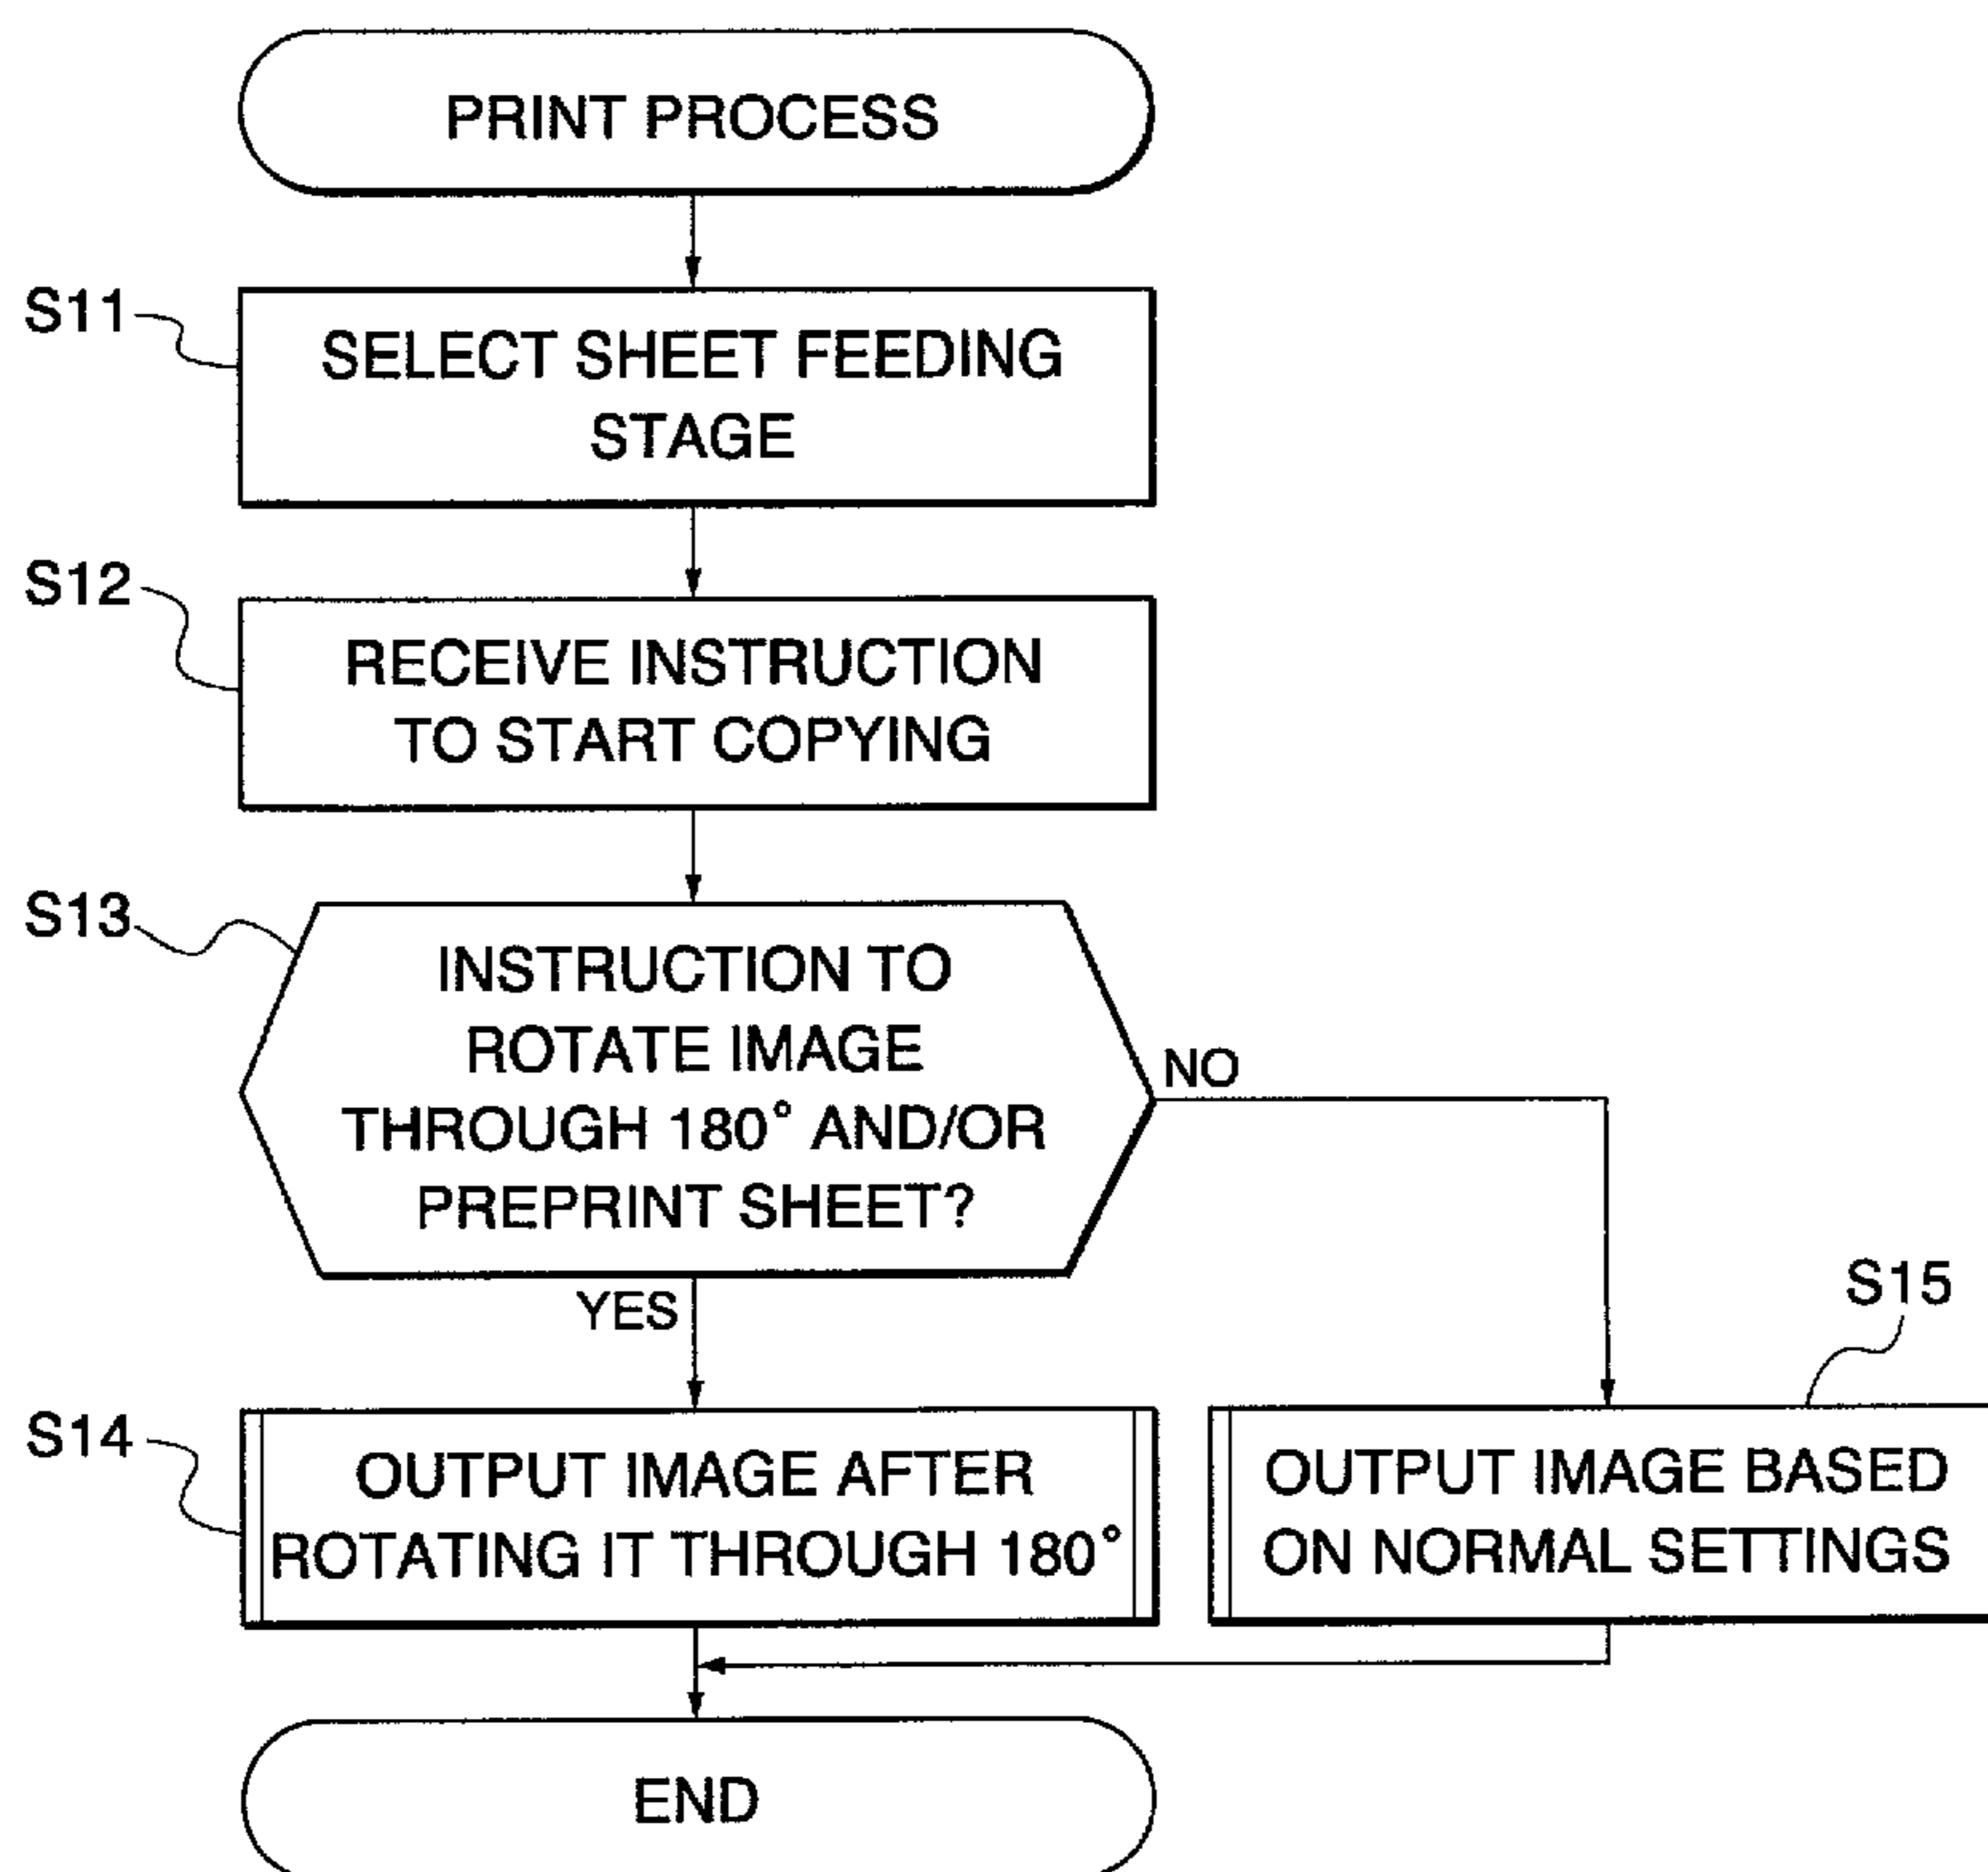 PRINT PROCESS
S11
SELECT SHEET FEEDING
STAGE
S12
RECEIVE INSTRUCTION
TO START COPYING
S13
INSTRUCTION TO
ROTATE IMAGE
THROUGH 180° AND/OR
PREPRINT SHEET?
NO
YES
S14
OUTPUT IMAGE AFTER
ROTATING IT THROUGH 180°
S15
OUTPUT IMAGE BASED
ON NORMAL SETTINGS
END